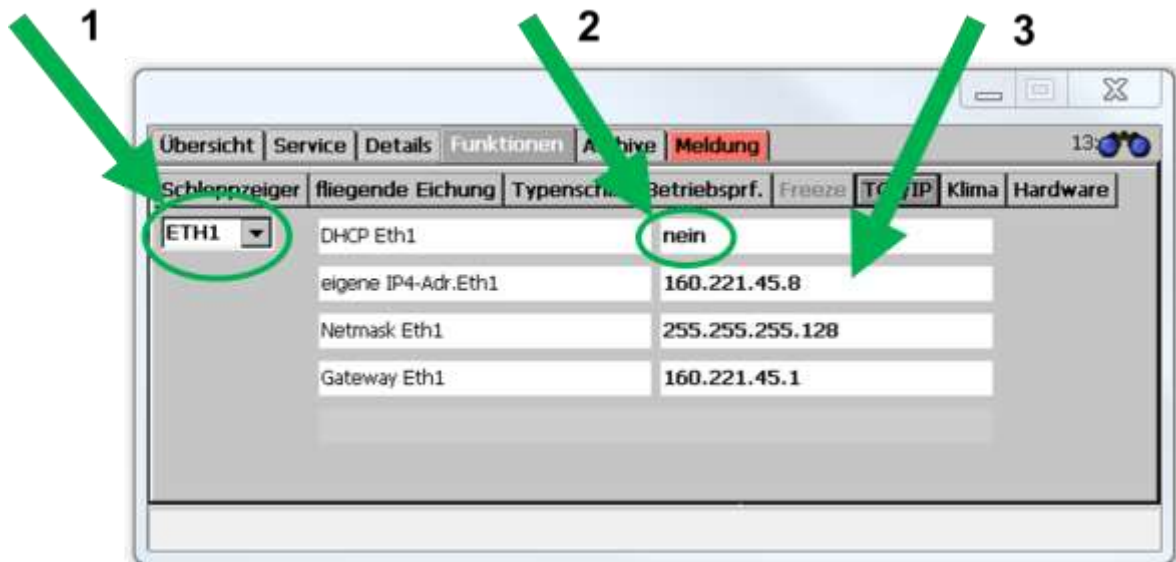 1 2 3
Übersicht Service Details Funktionen Meldung 13:
Schleppzeiger fliegende Eichung Betriebsprf. Freeze Klima Hardware
ETH1 DHCP Eth1 nein
eigene IP4-Adr.Eth1 160.221.45.8
Netmask Eth1 255.255.255.128
Gateway Eth1 160.221.45.1